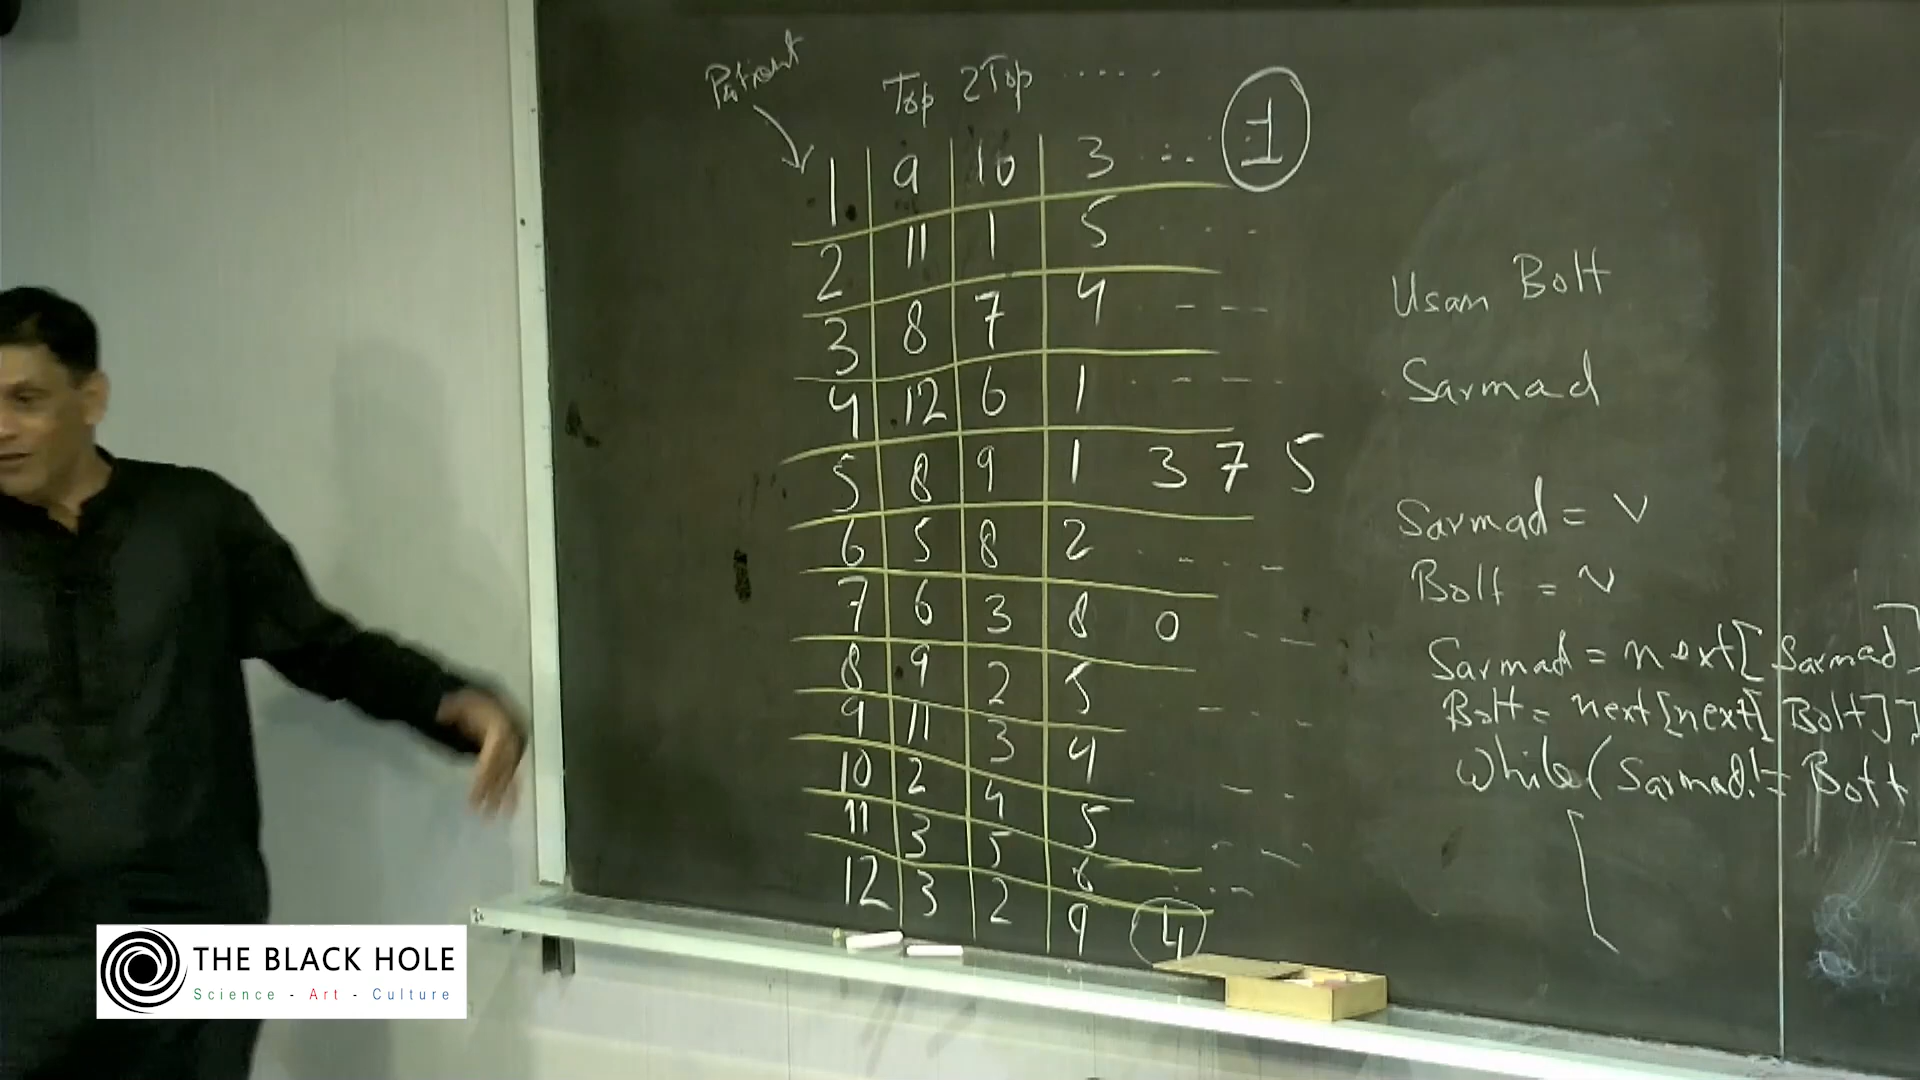 Patient
Top 2Top .....
1
1 9 10 3 ...
2 11 1 5 ...
3 8 7 4 ---
4 12 6 1 ----
5 8 9 1 3 7 5
6 5 8 2 ----
7 6 3 8 0 ---
8 9 2 5
9 11 3 4 ----
10 2 4 5 ---
11 3 5 6 ----
12 3 2 9 4
Usan Bolt
Sarmad
Sarmad = v
Bolt = v
Sarmad = next[Sarmad]
Bolt = next[next[Bolt]]
While(Sarmad != Bolt
THE BLACK HOLE
Science - Art - Culture